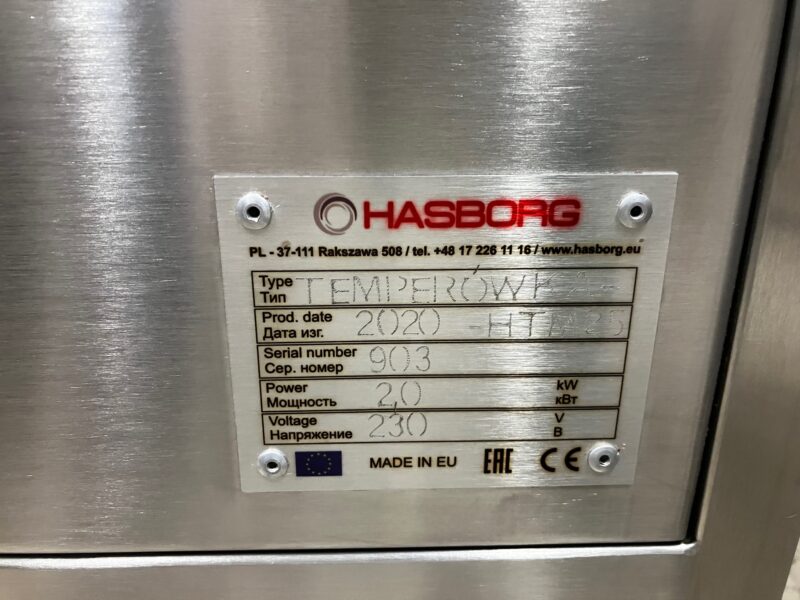 HASBORG
PL - 37-111 Rakszawa 508 / tel. +48 17 226 11 16 / www.hasborg.eu
Type
Тип
TEMPERÓWKA-
Prod. date
Дата изг.
2020 -HTM25
Serial number
Сер. номер
903
Power
Мощность
2,0
kW
кВт
Voltage
Напряжение
230
V
В
MADE IN EU
EAC
CE